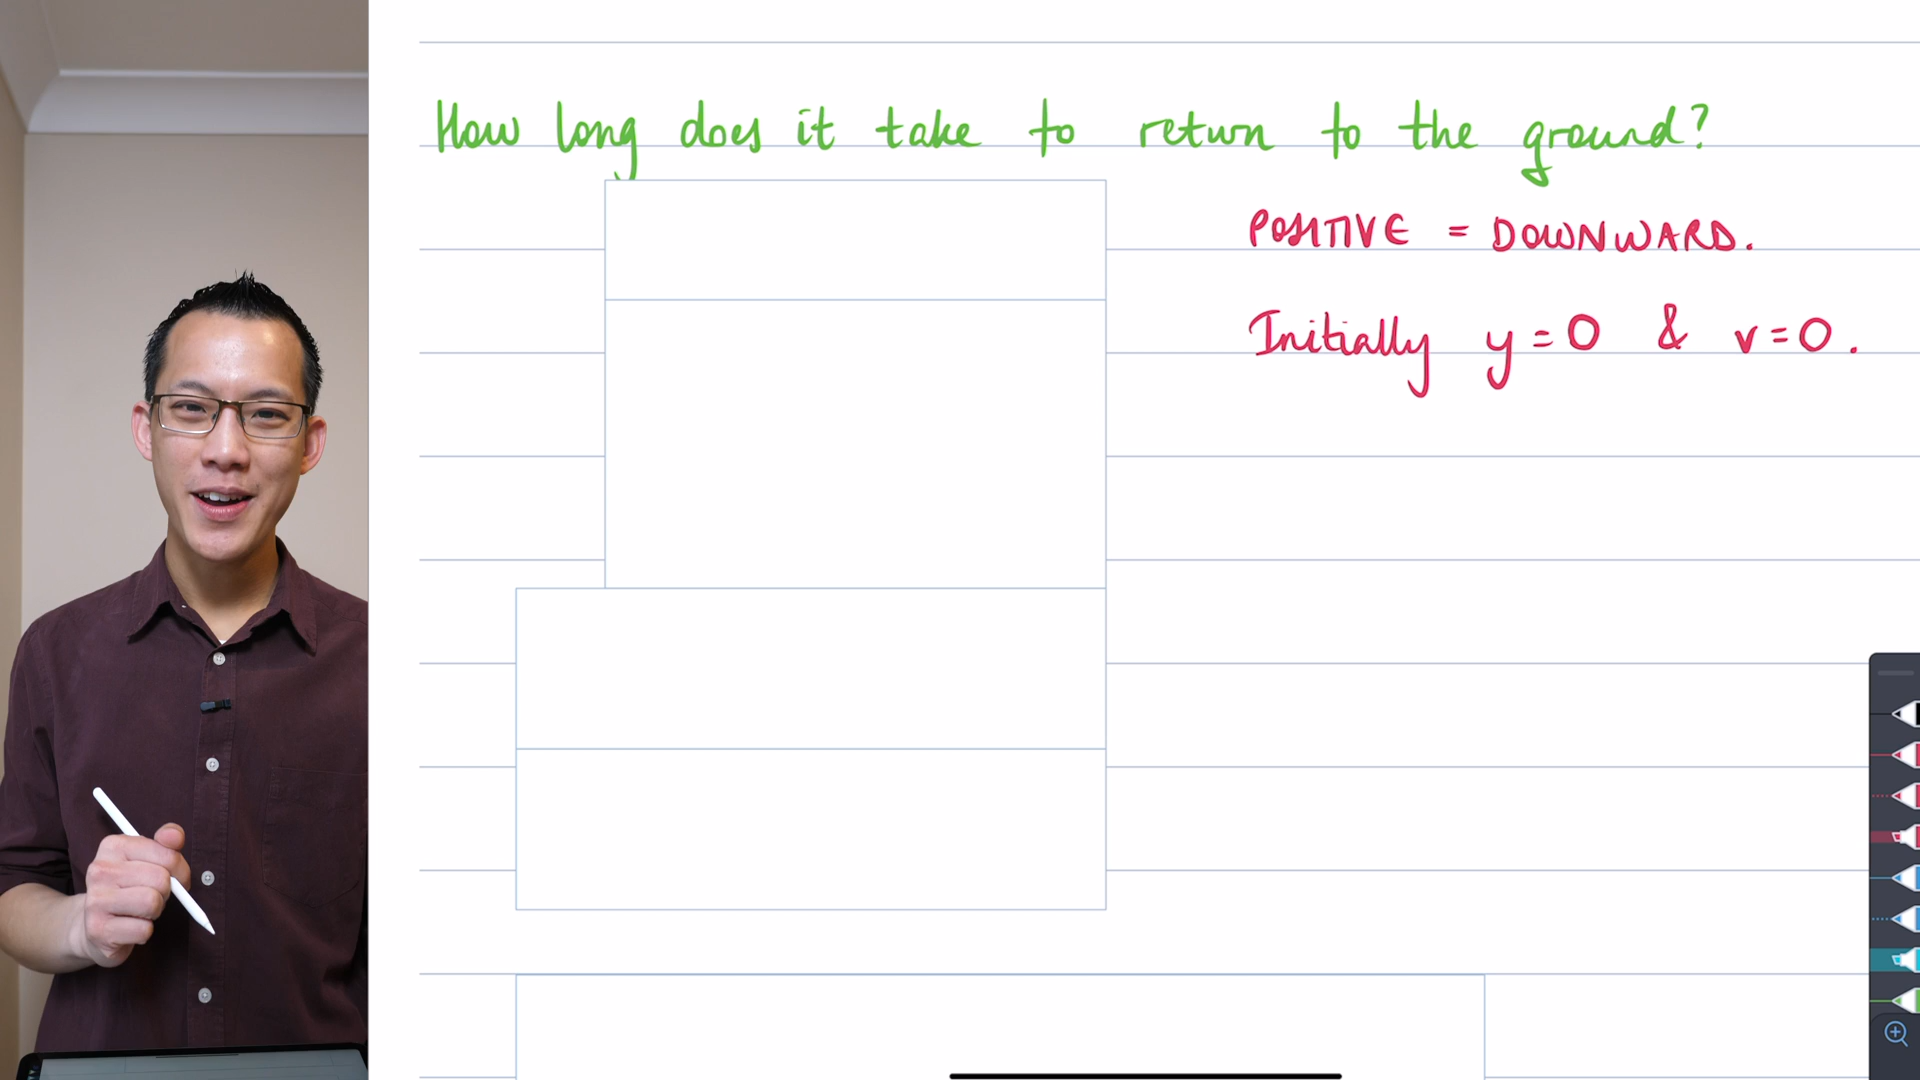 How long does it take to return to the ground?
POSITIVE = DOWNWARD.
Initially y = 0 & v = 0.